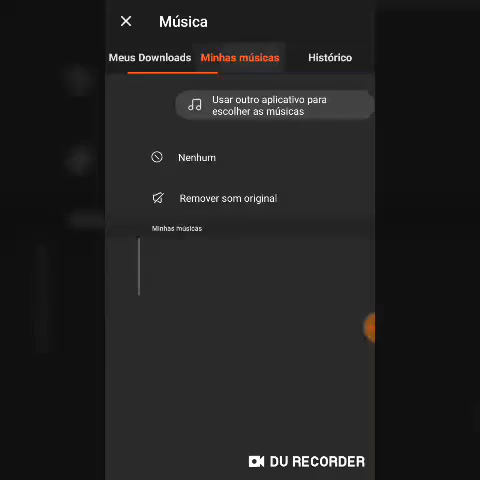 Música
Meus Downloads
Minhas músicas
Histórico
Usar outro aplicativo para
escolher as músicas
Nenhum
Remover som original
Minhas músicas
DU RECORDER